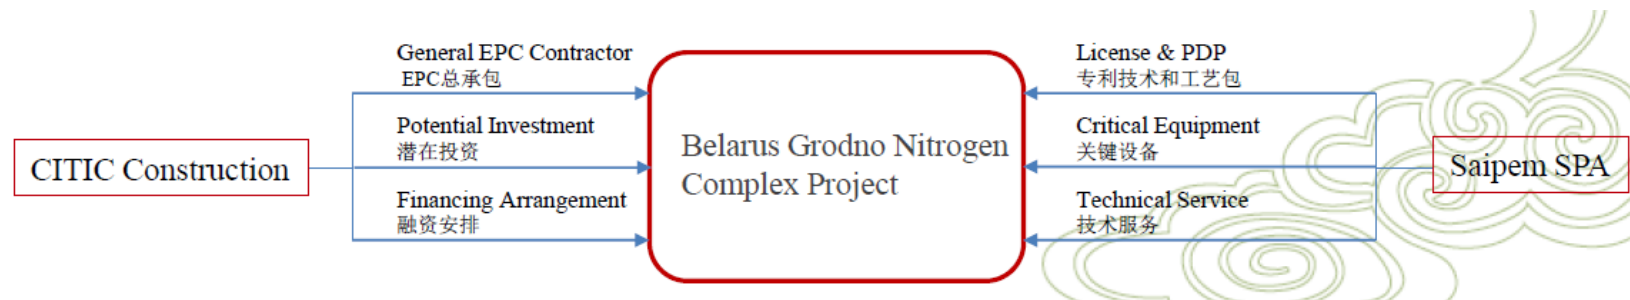 CITIC Construction
General EPC Contractor
EPC总承包
Potential Investment
潜在投资
Financing Arrangement
融资安排
Belarus Grodno Nitrogen
Complex Project
License & PDP
专利技术和工艺包
Critical Equipment
关键设备
Technical Service
技术服务
Saipem SPA